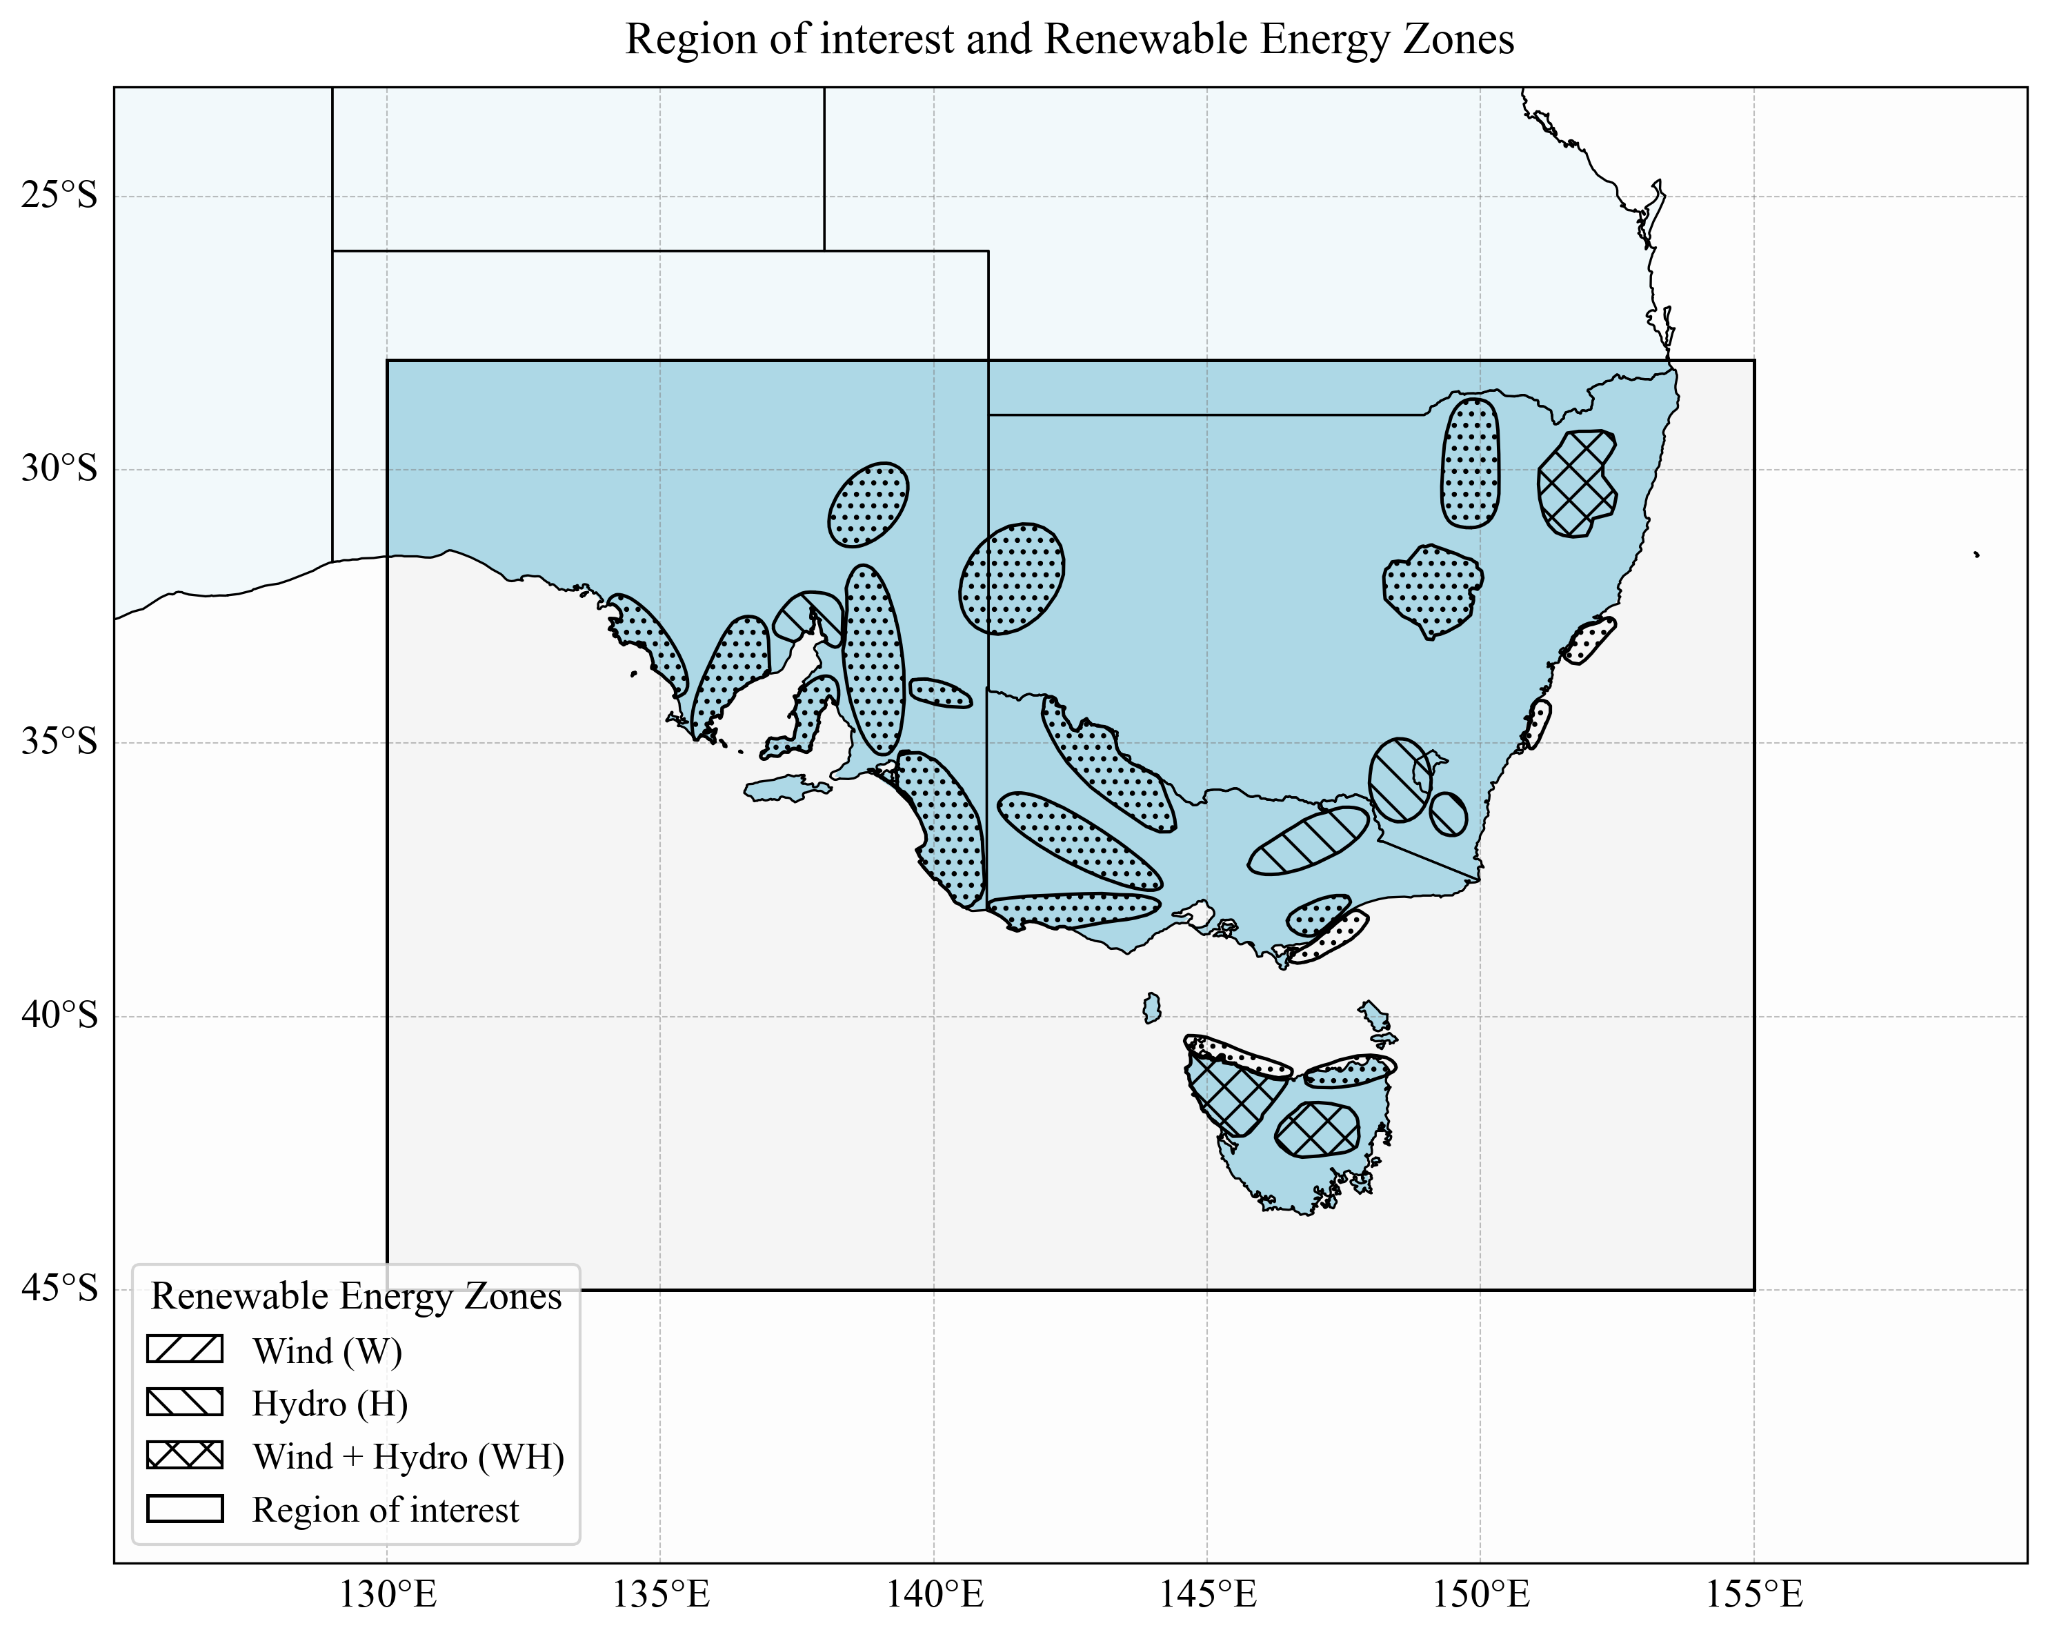 Region of interest and Renewable Energy Zones
25°S
30°S
35°S
40°S
45°S
Renewable Energy Zones
Wind (W)
Hydro (H)
Wind + Hydro (WH)
Region of interest
130°E
135°E
140°E
145°E
150°E
155°E